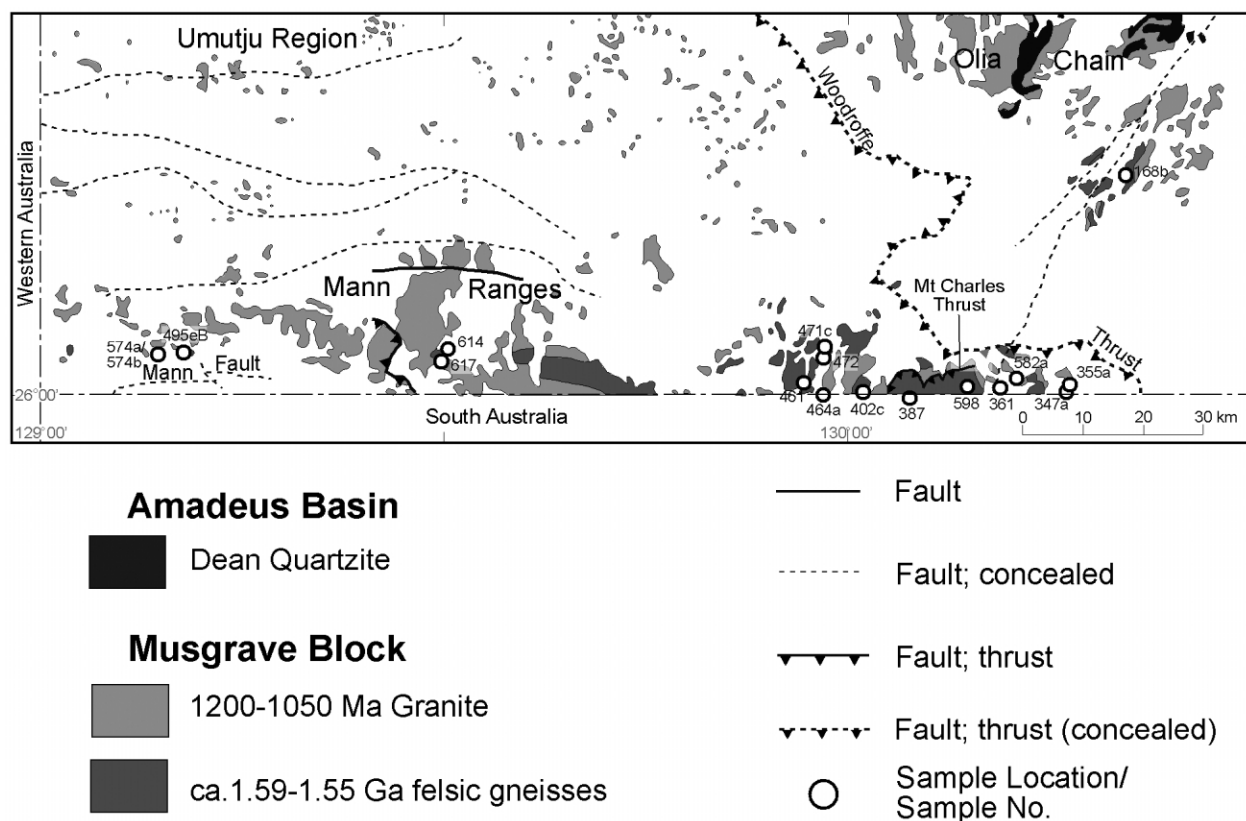 Umutju Region
Olia Chain
Woodroffe
168b
Western Australia
Mann Ranges
Mt Charles
Thrust
471c
495eB
614
472
582a
Thrust
574a/
574b
617
355a
Mann Fault
461
26°00'
464a
402c
387
598
361
347a
South Australia
129°00'
130°00'
0 10 20 30 km
Amadeus Basin
Dean Quartzite
Musgrave Block
1200-1050 Ma Granite
ca.1.59-1.55 Ga felsic gneisses
Fault
Fault; concealed
Fault; thrust
Fault; thrust (concealed)
Sample Location/
Sample No.